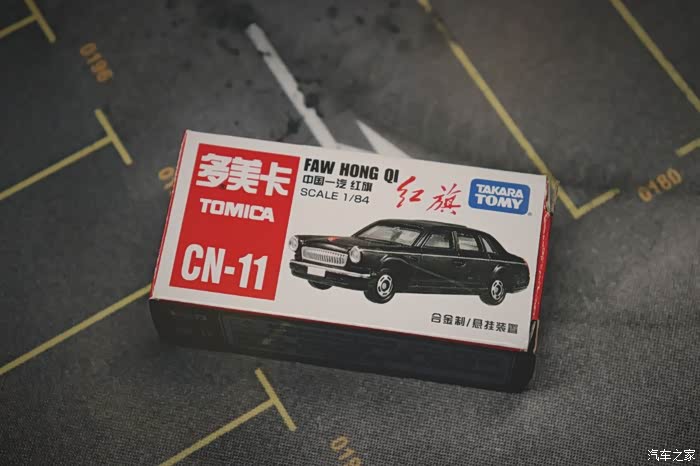 0196
多美卡
TOMICA
CN-11
FAW HONG QI
中国一汽 红旗
SCALE 1/84
红旗
TAKARA
TOMY
合金制/悬挂装置
0180
汽车之家